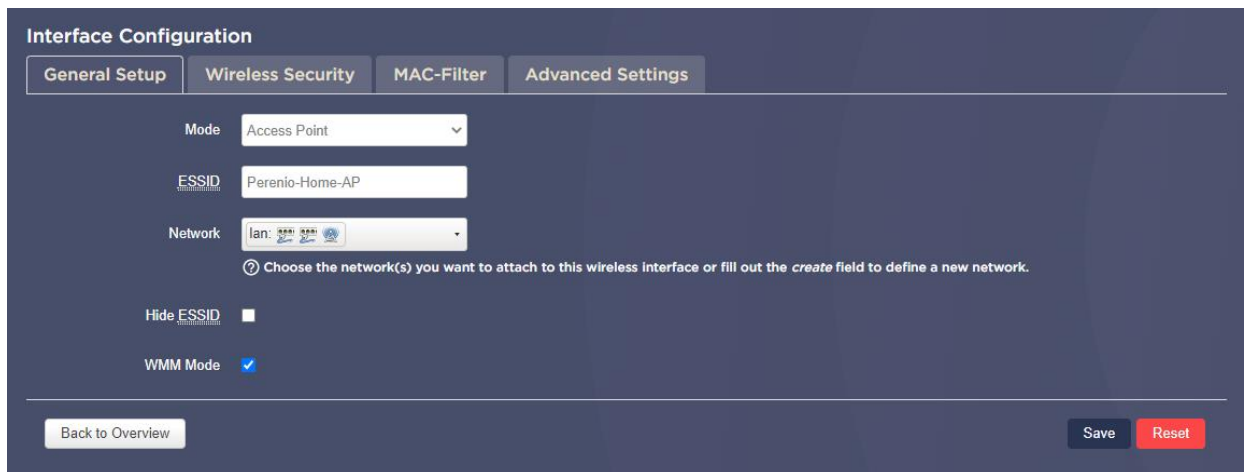 Interface Configuration
General Setup Wireless Security MAC-Filter Advanced Settings
Mode Access Point
ESSID Perenio-Home-AP
Network lan:
Choose the network(s) you want to attach to this wireless interface or fill out the create field to define a new network.
Hide ESSID
WMM Mode
Back to Overview Save Reset